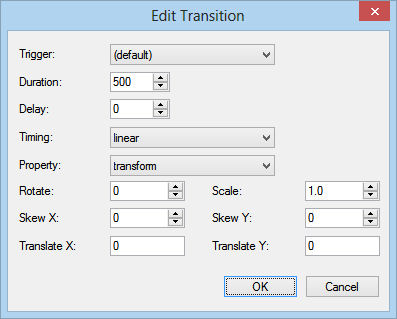 Edit Transition
Trigger: (default)
Duration: 500
Delay: 0
Timing: linear
Property: transform
Rotate: 0 Scale: 1.0
Skew X: 0 Skew Y: 0
Translate X: 0 Translate Y: 0
OK Cancel